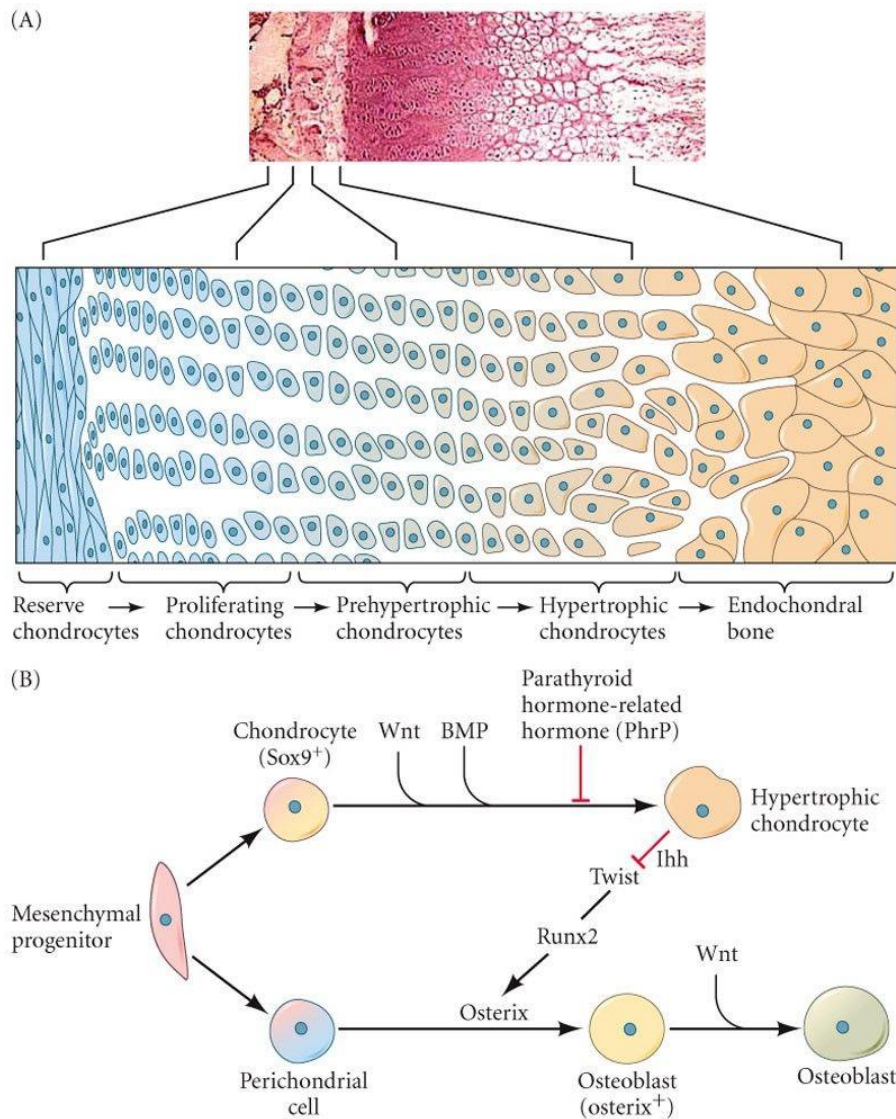 (A)
Reserve
chondrocytes
Proliferating
chondrocytes
Prehypertrophic
chondrocytes
Hypertrophic
chondrocytes
Endochondral
bone
(B)
Parathyroid
hormone-related
hormone (PhrP)
Chondrocyte
(Sox9+)
Wnt
BMP
Hypertrophic
chondrocyte
Ihh
Twist
Mesenchymal
progenitor
Runx2
Wnt
Osterix
Perichondrial
cell
Osteoblast
(osterix+)
Osteoblast